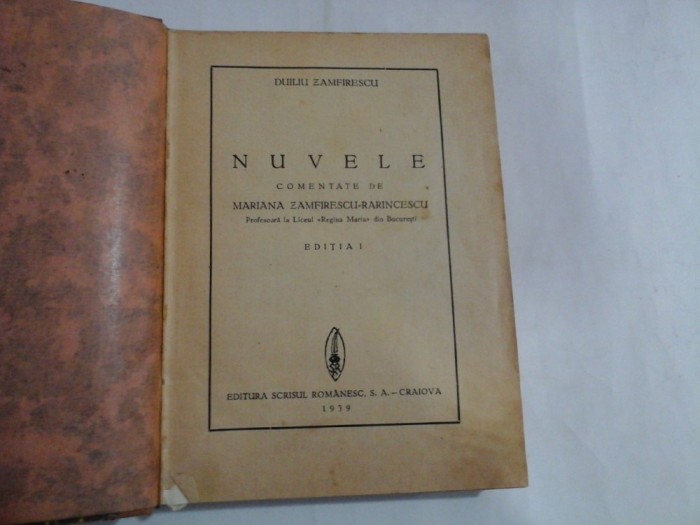 DUILIU ZAMFIRESCU
NUVELE
COMENTATE DE
MARIANA ZAMFIRESCU-RARINCESCU
Profesoară la Liceul «Regina Maria» din București
EDIȚIA I
EDITURA SCRISUL ROMÂNESC, S. A. – CRAIOVA
1939